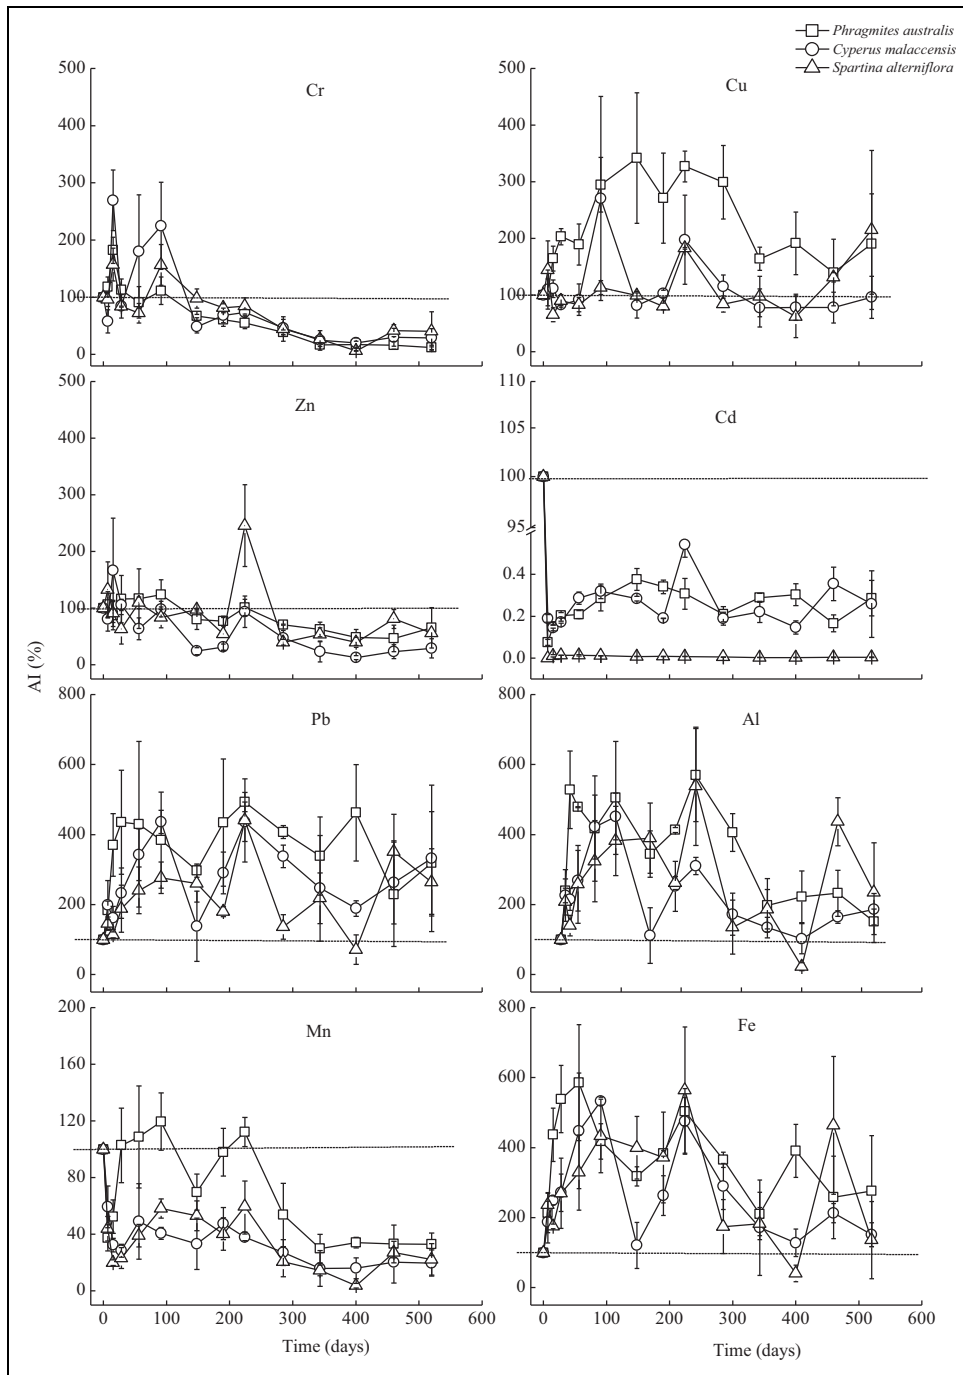 Phragmites australis
Cyperus malaccensis
Spartina alterniflora
500
400
300
200
100
0
Cr
500
400
300
200
100
0
Cu
500
400
300
200
100
0
Zn
110
105
100
95
0.4
0.2
0.0
Cd
AI (%)
800
600
400
200
0
Pb
800
600
400
200
0
Al
200
160
120
80
40
0
Mn
800
600
400
200
0
Fe
0 100 200 300 400 500 600
0 100 200 300 400 500 600
Time (days)
Time (days)